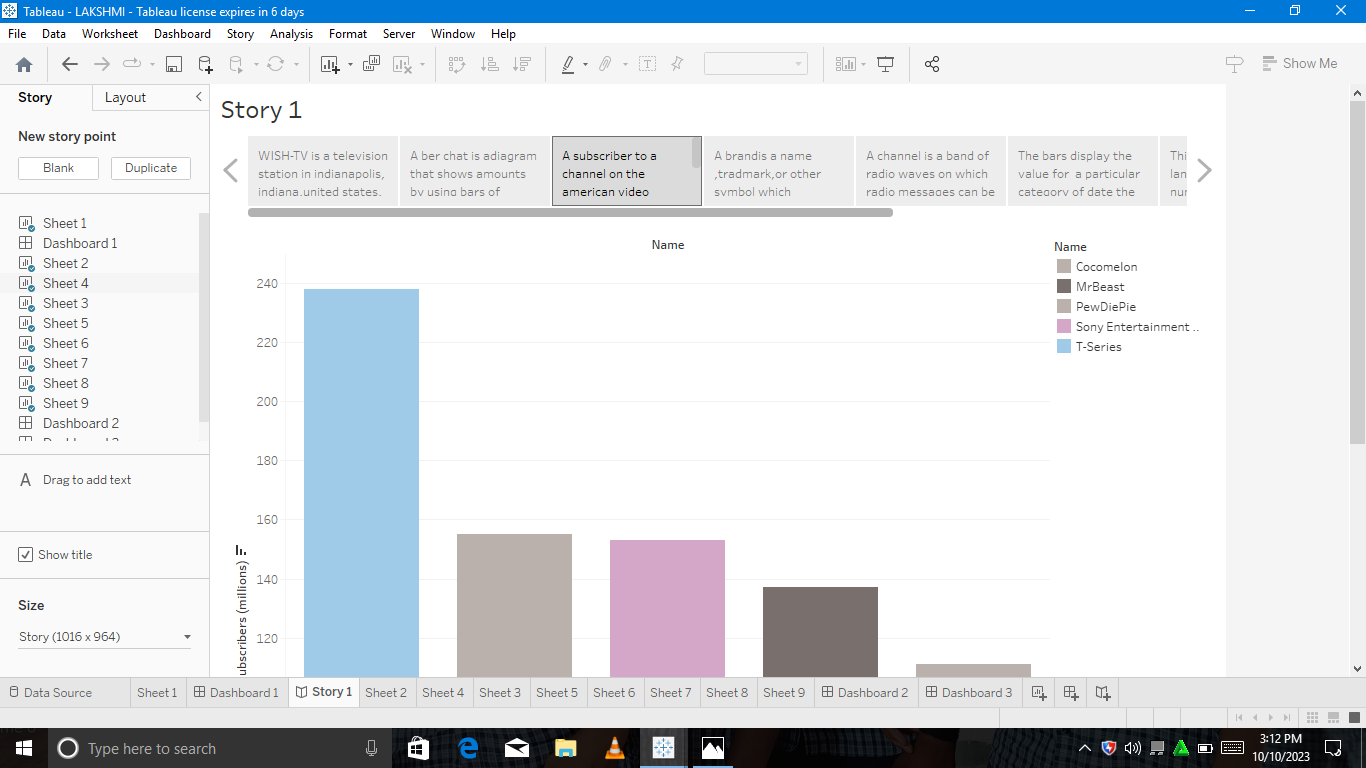 Tableau - LAKSHMI - Tableau license expires in 6 days
File Data Worksheet Dashboard Story Analysis Format Server Window Help
Show Me
Story Layout
New story point
Blank Duplicate
Sheet 1
Dashboard 1
Sheet 2
Sheet 4
Sheet 3
Sheet 5
Sheet 6
Sheet 7
Sheet 8
Sheet 9
Dashboard 2
A Drag to add text
Show title
Size
Story (1016 x 964)
Story 1
WISH-TV is a television
station in indianapolis,
indiana,united states.
A ber chat is adiagram
that shows amounts
by using bars of
A subscriber to a
channel on the
american video
A brandis a name
,tradmark,or other
symbol which
A channel is a band of
radio waves on which
radio messages can be
The bars display the
value for a particular
category of date the
Thi
lan
nur
Name
240
220
200
180
160
140
120
ubscribers (millions)
Name
Cocomelon
MrBeast
PewDiePie
Sony Entertainment ..
T-Series
Data Source Sheet 1 Dashboard 1 Story 1 Sheet 2 Sheet 4 Sheet 3 Sheet 5 Sheet 6 Sheet 7 Sheet 8 Sheet 9 Dashboard 2 Dashboard 3
Type here to search
3:12 PM
10/10/2023